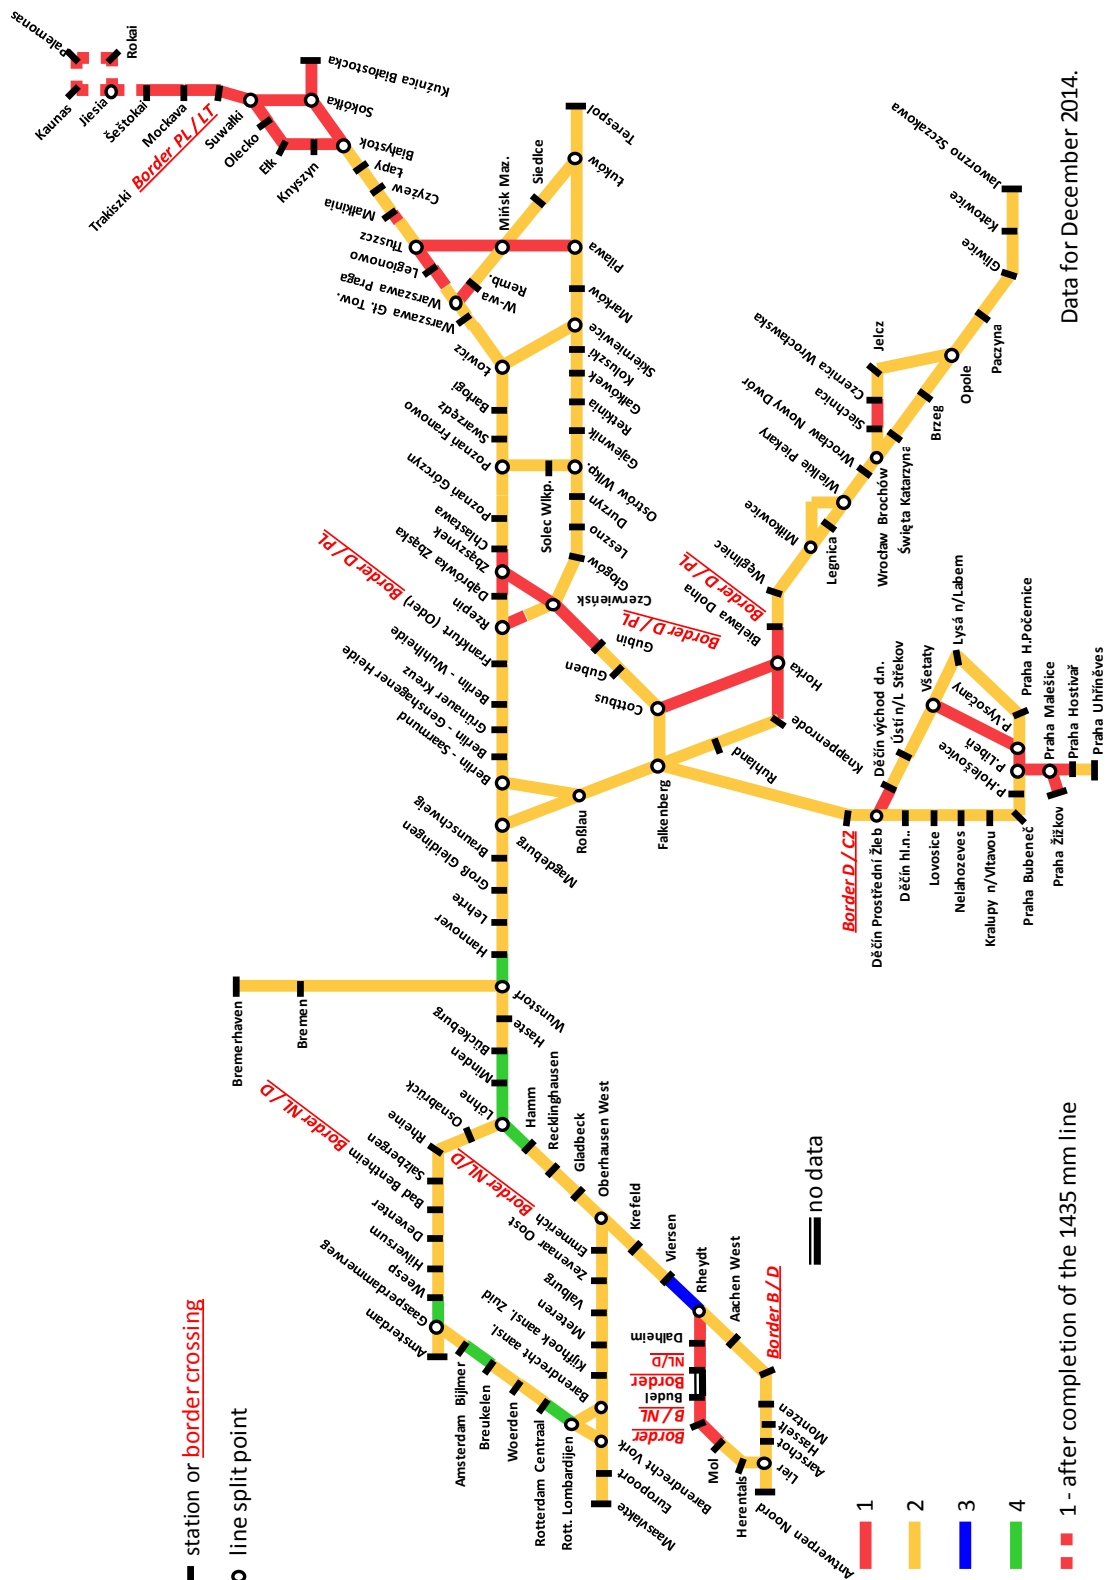 Palemonas
Kaunas
Rokai
Jiesia
Šeštokai
Mockava
Trakiszki Border PL / LT
Suwałki
Olecko
Ełk
Knyszyn
Kuźnica Białostocka
Sokółka
Białystok
Łapy
Czyżew
Małkinia
Tłuszcz
Legionowo
Warszawa Praga
Warszawa Gł. Tow.
W-wa
Remb.
Mińsk Maz.
Siedlce
Terespol
Łuków
Pilawa
Marków
Skierniewice
Koluszki
Gałkówek
Retkinia
Gajewnik
Ostrów Wlkp.
Durzyn
Leszno
Głogów
Czerwieńsk
Łowicz
Barłogi
Swarzędz
Poznań Franowo
Solec Wlkp.
Poznań Górczyn
Chlastawa
Zbąszynek
Dąbrówka Zbąska
Rzepin
Frankfurt (Oder) Border D / PL
Berlin - Wuhlheide
Grünauer Kreuz
Berlin - Genshagener Heide
Berlin - Saarmund
Magdeburg
Braunschweig
Groß Gleidingen
Lehrte
Hannover
Wunstorf
Haste
Bückeburg
Minden
Löhne
Bremerhaven
Bremen
Roßlau
Falkenberg
Cottbus
Guben
Gubin
Border D / PL
Ruhland
Knappenrode
Horka
Bielawa Dolna
Border D / PL
Węgliniec
Miłkowice
Legnica
Wielkie Piekary
Wrocław Nowy Dwór
Wrocław Brochów
Święta Katarzyna
Siechnica
Czernica Wrocławska
Jelcz
Brzeg
Opole
Paczyna
Gliwice
Katowice
Jaworzno Szczakowa
Border D / CZ
Děčín Prostřední Žleb
Děčín východ d.n.
Ústí n/L Střekov
Všetaty
Lysá n/Labem
P.Vysočany
Praha H.Počernice
P.Libeň
P.Holešovice
Praha Malešice
Praha Hostivař
Praha Uhříněves
Praha Žižkov
Praha Bubeneč
Kralupy n/Vltavou
Nelahozeves
Lovosice
Děčín hl.n..
Osnabrück
Rheine
Salzbergen
Bad Bentheim Border NL / D
Deventer
Hilversum
Weesp
Gaasperdammerweg
Amsterdam
Amsterdam Bijlmer
Breukelen
Woerden
Rotterdam Centraal
Rott. Lombardijen
Barendrecht aansl.
Kijfhoek aansl. Zuid
Meteren
Valburg
Zevenaar Oost
Emmerich Border NL/D
Barendrecht Vork
Europoort
Maasvlakte
Hamm
Recklinghausen
Gladbeck
Oberhausen West
Krefeld
Viersen
Rheydt
Aachen West
Border B / D
Dalheim
Border NL/D
Budel
Border B / NL
Mol
Herentals
Lier
Aarschot
Hasselt
Montzen
Antwerpen Noord
station or border crossing
line split point
no data
1
2
3
4
1 - after completion of the 1435 mm line
Data for December 2014.